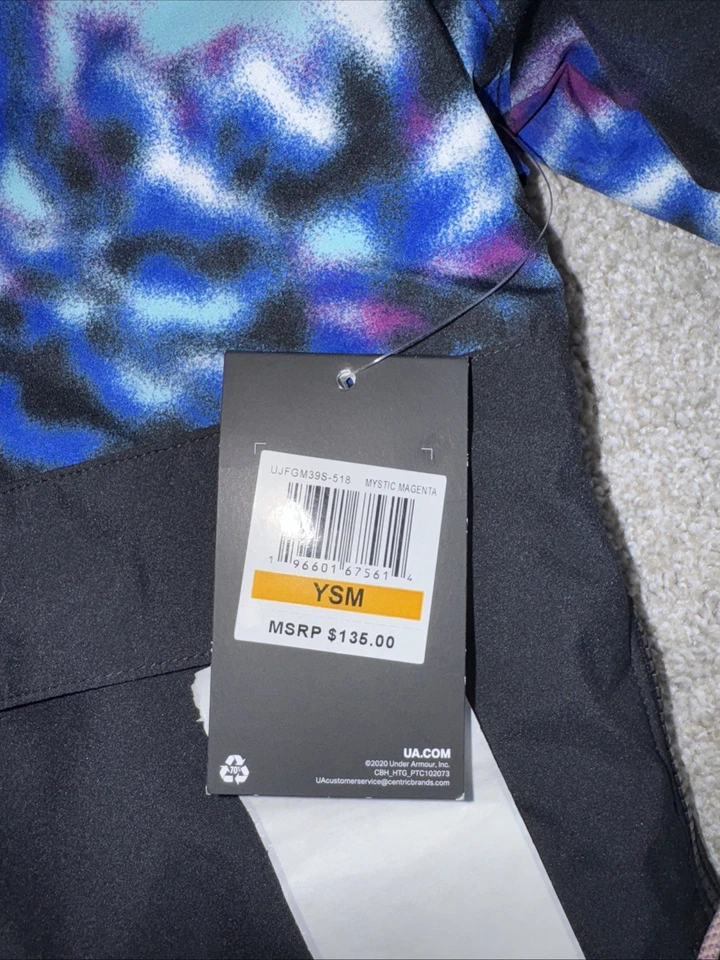 UJFGM39S-518 MYSTIC MAGENTA
1 96601 67561 4
YSM
MSRP $135.00
70%
UA.COM
©2020 Under Armour, Inc.
CBH_HTG_PTC102073
UAcustomerservice@centricbrands.com